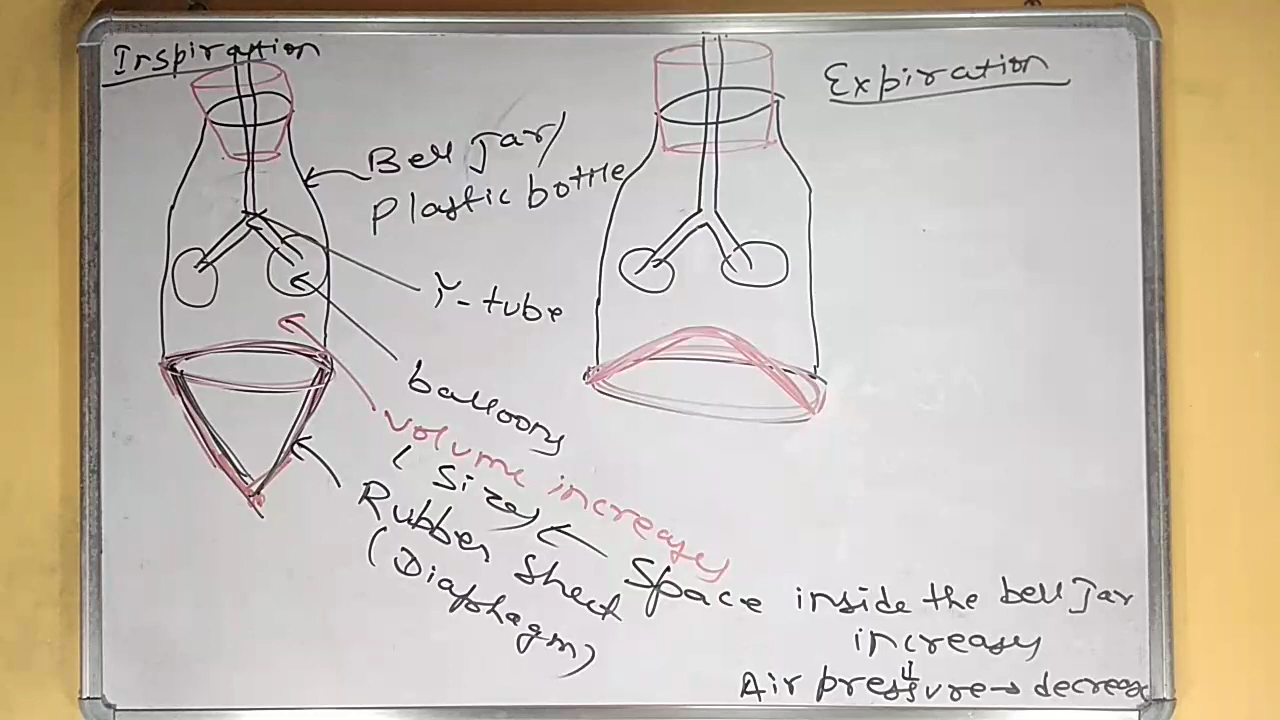 Inspiration
Expiration
Bell Jar/
Plastic bottle
Y-tube
balloons
volume increases
(Size)
Rubber Sheet
(Diaphagm)
Space inside the bell Jar
increases
Air pressure → decrease